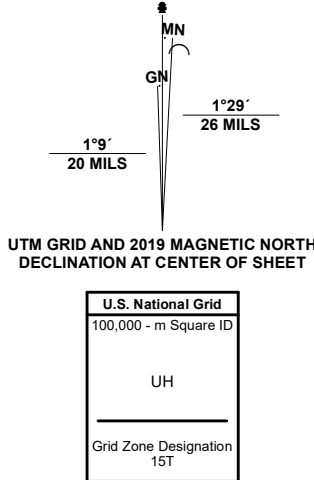 MN
GN
1°29´
26 MILS
1°9´
20 MILS
UTM GRID AND 2019 MAGNETIC NORTH
DECLINATION AT CENTER OF SHEET
U.S. National Grid
100,000 - m Square ID
UH
Grid Zone Designation
15T